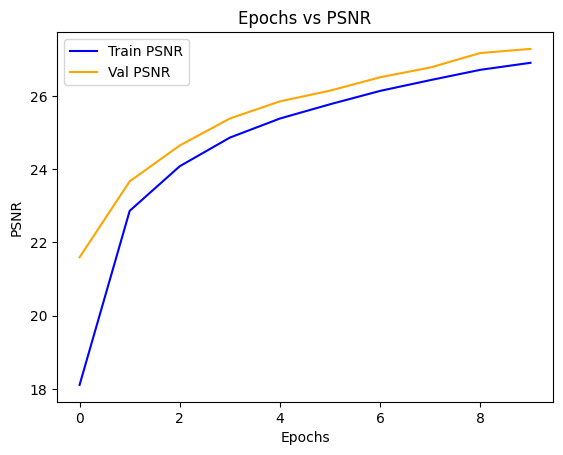 Epochs vs PSNR
Train PSNR
Val PSNR
PSNR
26
24
22
20
18
0 2 4 6 8
Epochs